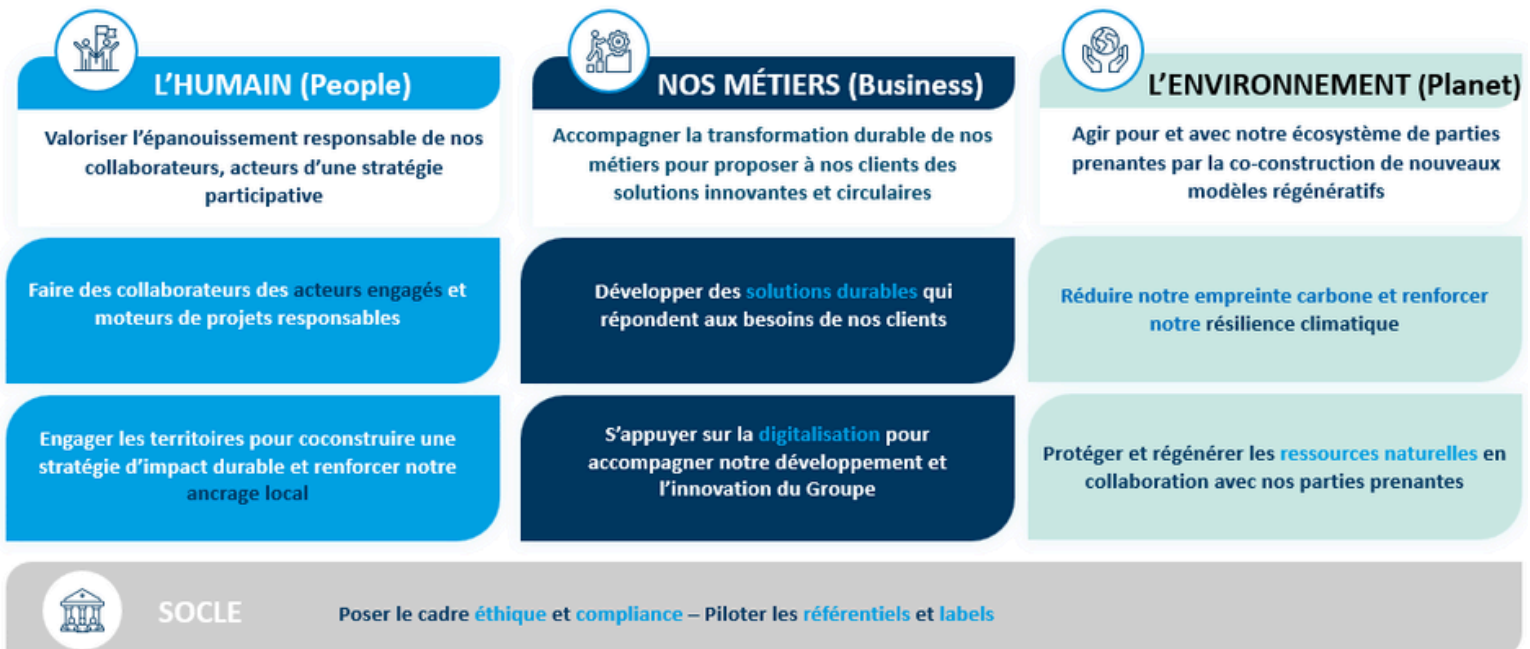 L'HUMAIN (People)
Valoriser l'épanouissement responsable de nos
collaborateurs, acteurs d'une stratégie
participative
Faire des collaborateurs des acteurs engagés et
moteurs de projets responsables
Engager les territoires pour coconstruire une
stratégie d'impact durable et renforcer notre
ancrage local
NOS MÉTIERS (Business)
Accompagner la transformation durable de nos
métiers pour proposer à nos clients des
solutions innovantes et circulaires
Développer des solutions durables qui
répondent aux besoins de nos clients
S'appuyer sur la digitalisation pour
accompagner notre développement et
l'innovation du Groupe
L'ENVIRONNEMENT (Planet)
Agir pour et avec notre écosystème de parties
prenantes par la co-construction de nouveaux
modèles régénératifs
Réduire notre empreinte carbone et renforcer
notre résilience climatique
Protéger et régénérer les ressources naturelles en
collaboration avec nos parties prenantes
SOCLE
Poser le cadre éthique et compliance – Piloter les référentiels et labels